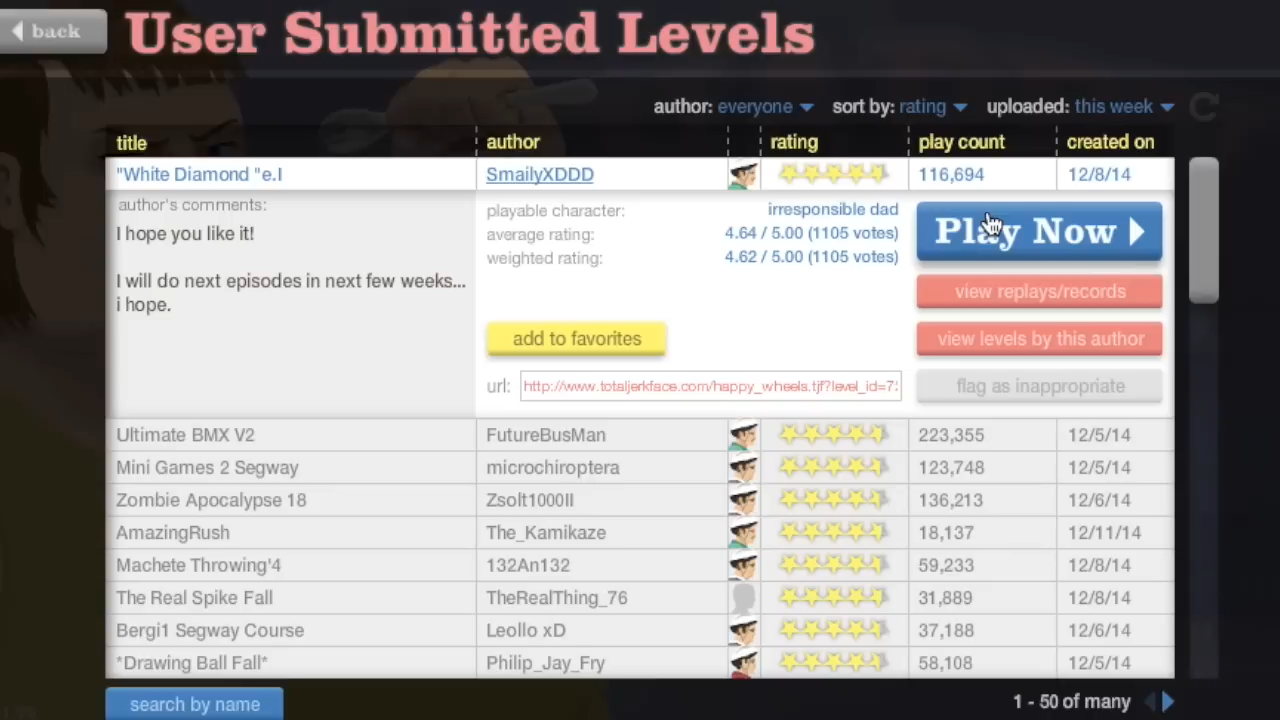 back
User Submitted Levels
author: everyone sort by: rating uploaded: this week
title author rating play count created on
"White Diamond "e.I SmailyXDDD 116,694 12/8/14
author's comments:
I hope you like it!
I will do next episodes in next few weeks...
i hope.
playable character: irresponsible dad
average rating: 4.64 / 5.00 (1105 votes)
weighted rating: 4.62 / 5.00 (1105 votes)
add to favorites
url: http://www.totaljerkface.com/happy_wheels.tjf?level_id=7
Play Now
view replays/records
view levels by this author
flag as inappropriate
Ultimate BMX V2 FutureBusMan 223,355 12/5/14
Mini Games 2 Segway microchiroptera 123,748 12/5/14
Zombie Apocalypse 18 Zsolt1000II 136,213 12/6/14
AmazingRush The_Kamikaze 18,137 12/11/14
Machete Throwing'4 132An132 59,233 12/8/14
The Real Spike Fall TheRealThing_76 31,889 12/8/14
Bergi1 Segway Course Leollo xD 37,188 12/6/14
*Drawing Ball Fall* Philip_Jay_Fry 58,108 12/5/14
search by name
1 - 50 of many